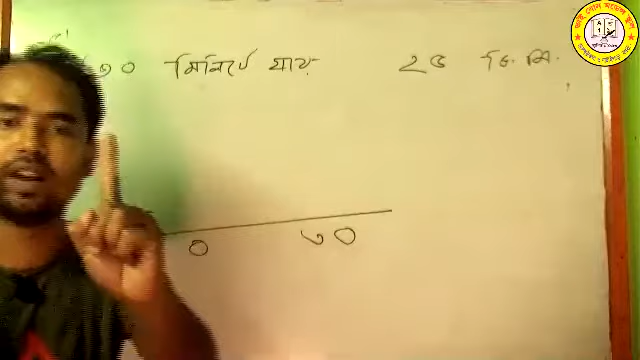 ৩০ মিনিটে যায় ২৫ কি. মি.
০ ৩০